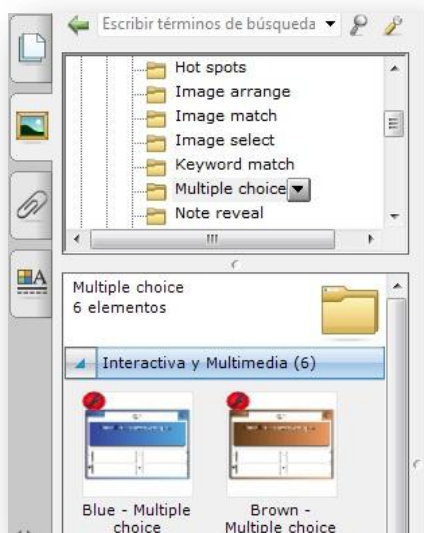 Escribir términos de búsqueda
Hot spots
Image arrange
Image match
Image select
Keyword match
Multiple choice
Note reveal
Multiple choice
6 elementos
Interactiva y Multimedia (6)
Blue - Multiple
choice
Brown -
Multiple choice